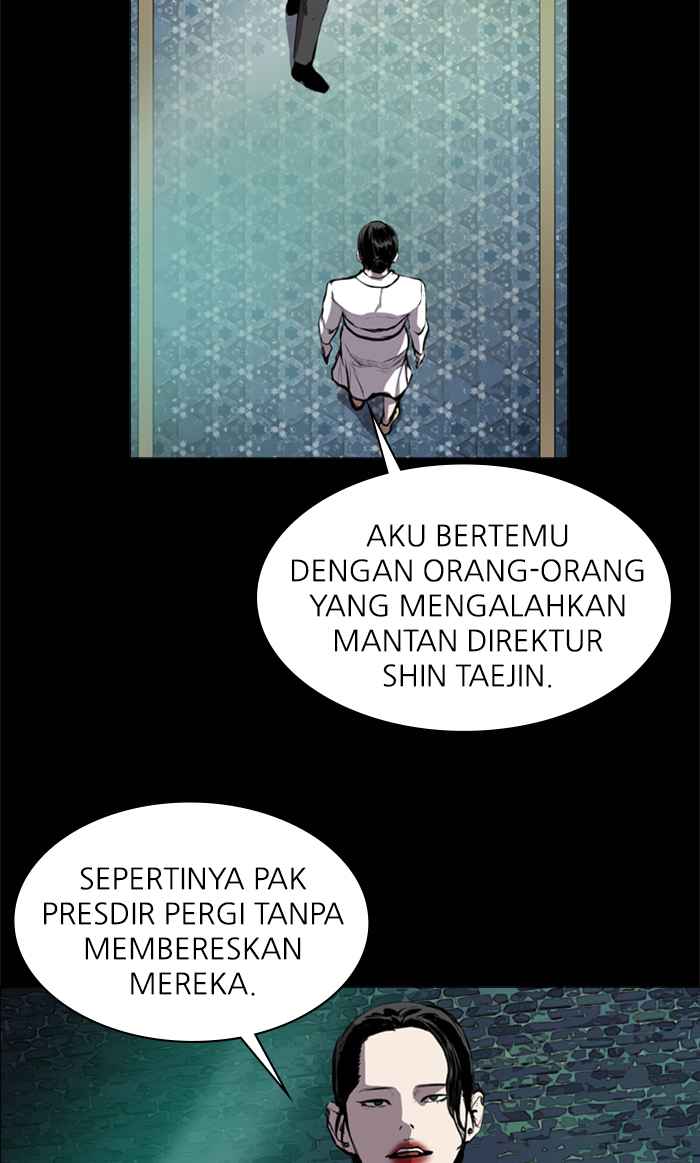 AKU BERTEMU
DENGAN ORANG-ORANG
YANG MENGALAHKAN
MANTAN DIREKTUR
SHIN TAEJIN.
SEPERTINYA PAK
PRESDIR PERGI TANPA
MEMBERESKAN
MEREKA.